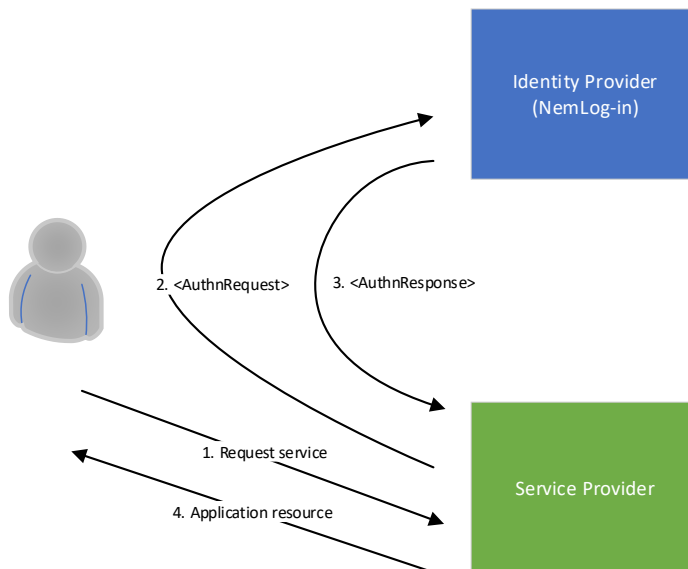 Identity Provider
(NemLog-in)
2. <AuthnRequest>
3. <AuthnResponse>
1. Request service
Service Provider
4. Application resource